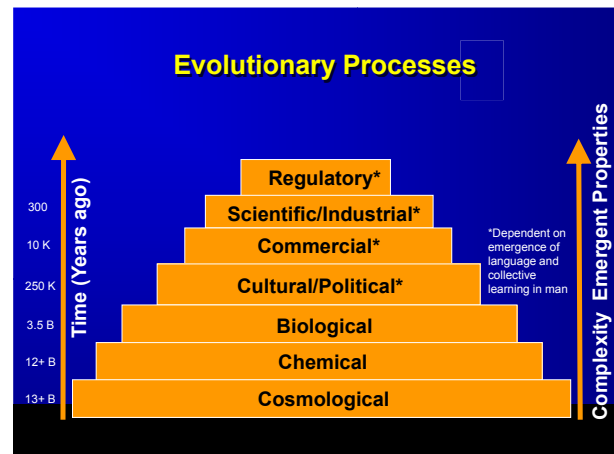 Evolutionary Processes
Time (Years ago)
Complexity Emergent Properties
Regulatory*
300
Scientific/Industrial*
10 K
Commercial*
*Dependent on
emergence of
language and
collective
learning in man
250 K
Cultural/Political*
3.5 B
Biological
12+ B
Chemical
13+ B
Cosmological